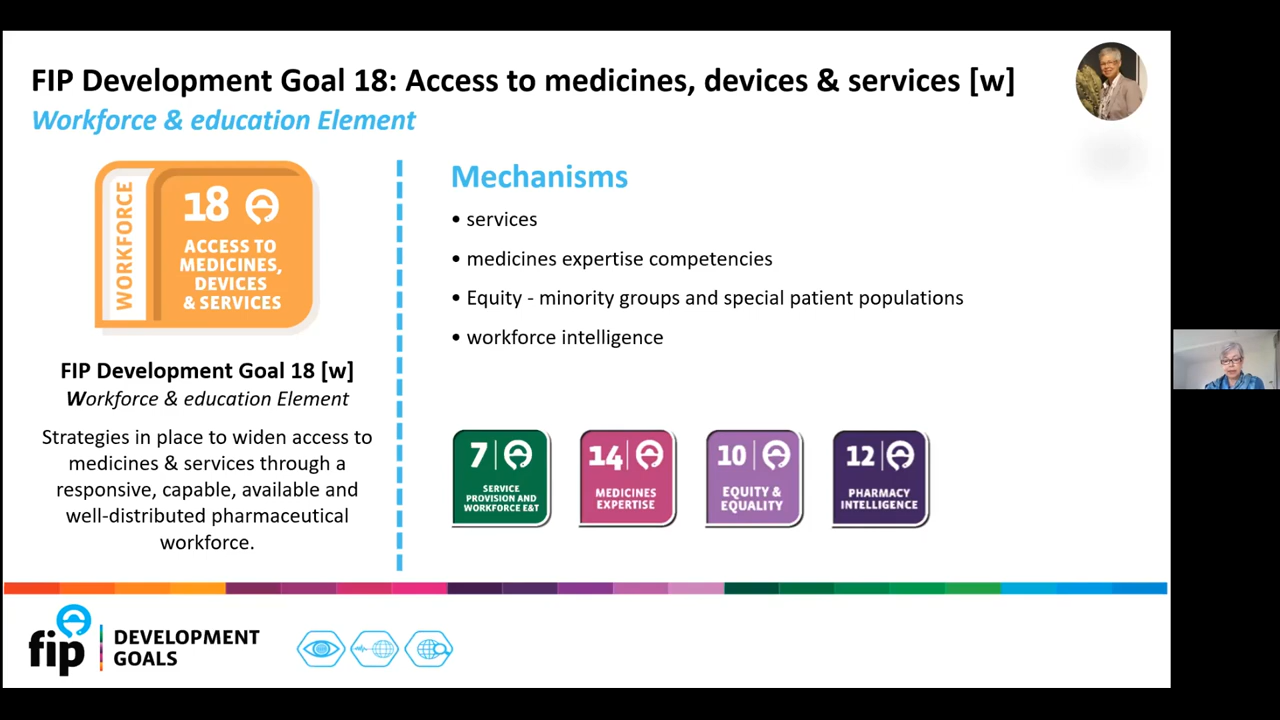 FIP Development Goal 18: Access to medicines, devices & services [w]
Workforce & education Element
WORKFORCE
18
ACCESS TO
MEDICINES,
DEVICES
& SERVICES
FIP Development Goal 18 [w]
Workforce & education Element
Strategies in place to widen access to
medicines & services through a
responsive, capable, available and
well-distributed pharmaceutical
workforce.
Mechanisms
• services
• medicines expertise competencies
• Equity - minority groups and special patient populations
• workforce intelligence
7
SERVICE
PROVISION AND
WORKFORCE E&T
14
MEDICINES
EXPERTISE
10
EQUITY &
EQUALITY
12
PHARMACY
INTELLIGENCE
fip
DEVELOPMENT
GOALS